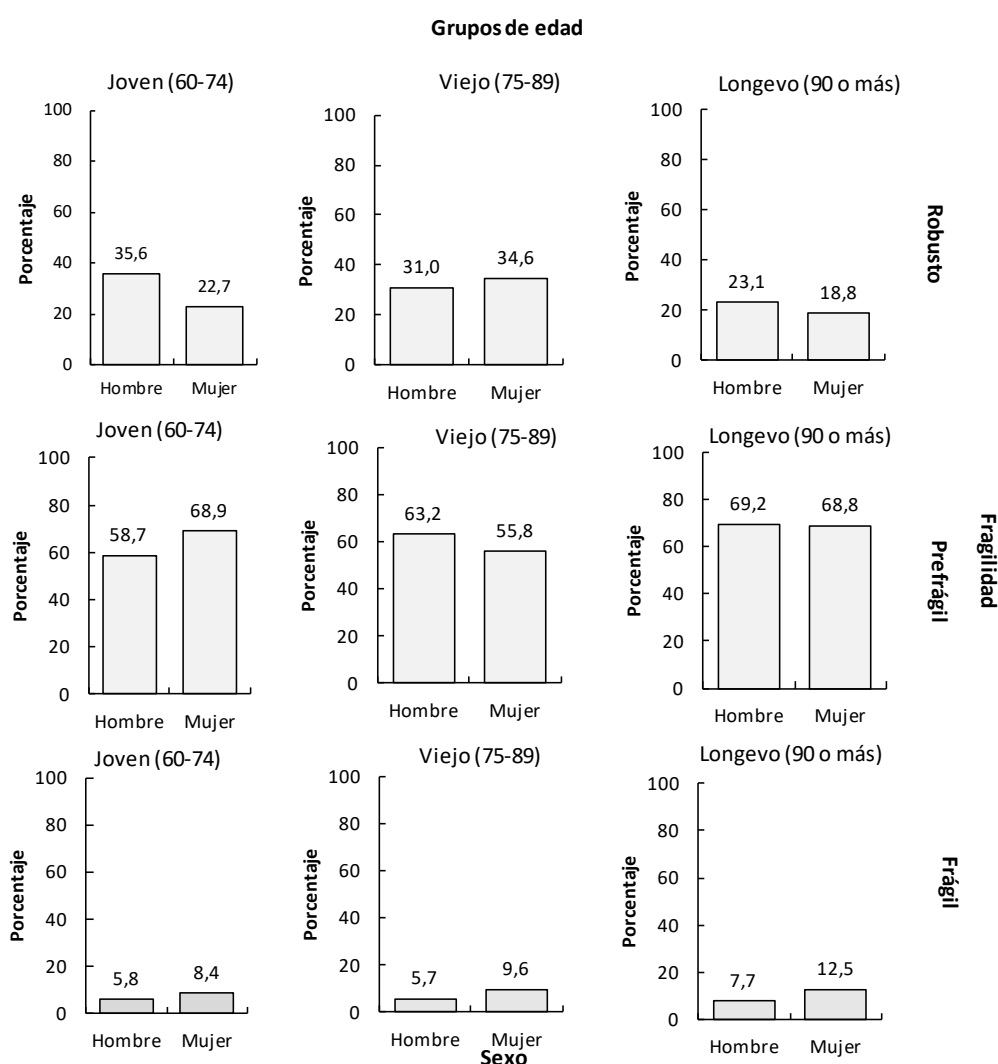 Grupos de edad
Joven (60-74)
Viejo (75-89)
Longevo (90 o más)
100
80
60
40
20
0
Porcentaje
35,6
22,7
Hombre
Mujer
100
80
60
40
20
0
Porcentaje
31,0
34,6
Hombre
Mujer
100
80
60
40
20
0
Porcentaje
23,1
18,8
Hombre
Mujer
Robusto
Joven (60-74)
Viejo (75-89)
Longevo (90 o más)
100
80
60
40
20
0
Porcentaje
58,7
68,9
Hombre
Mujer
100
80
60
40
20
0
Porcentaje
63,2
55,8
Hombre
Mujer
100
80
60
40
20
0
Porcentaje
69,2
68,8
Hombre
Mujer
Prefrágil
Fragilidad
Joven (60-74)
Viejo (75-89)
Longevo (90 o más)
100
80
60
40
20
0
Porcentaje
5,8
8,4
Hombre
Mujer
100
80
60
40
20
0
Porcentaje
5,7
9,6
Hombre
Mujer
100
80
60
40
20
0
Porcentaje
7,7
12,5
Hombre
Mujer
Frágil
Sexo